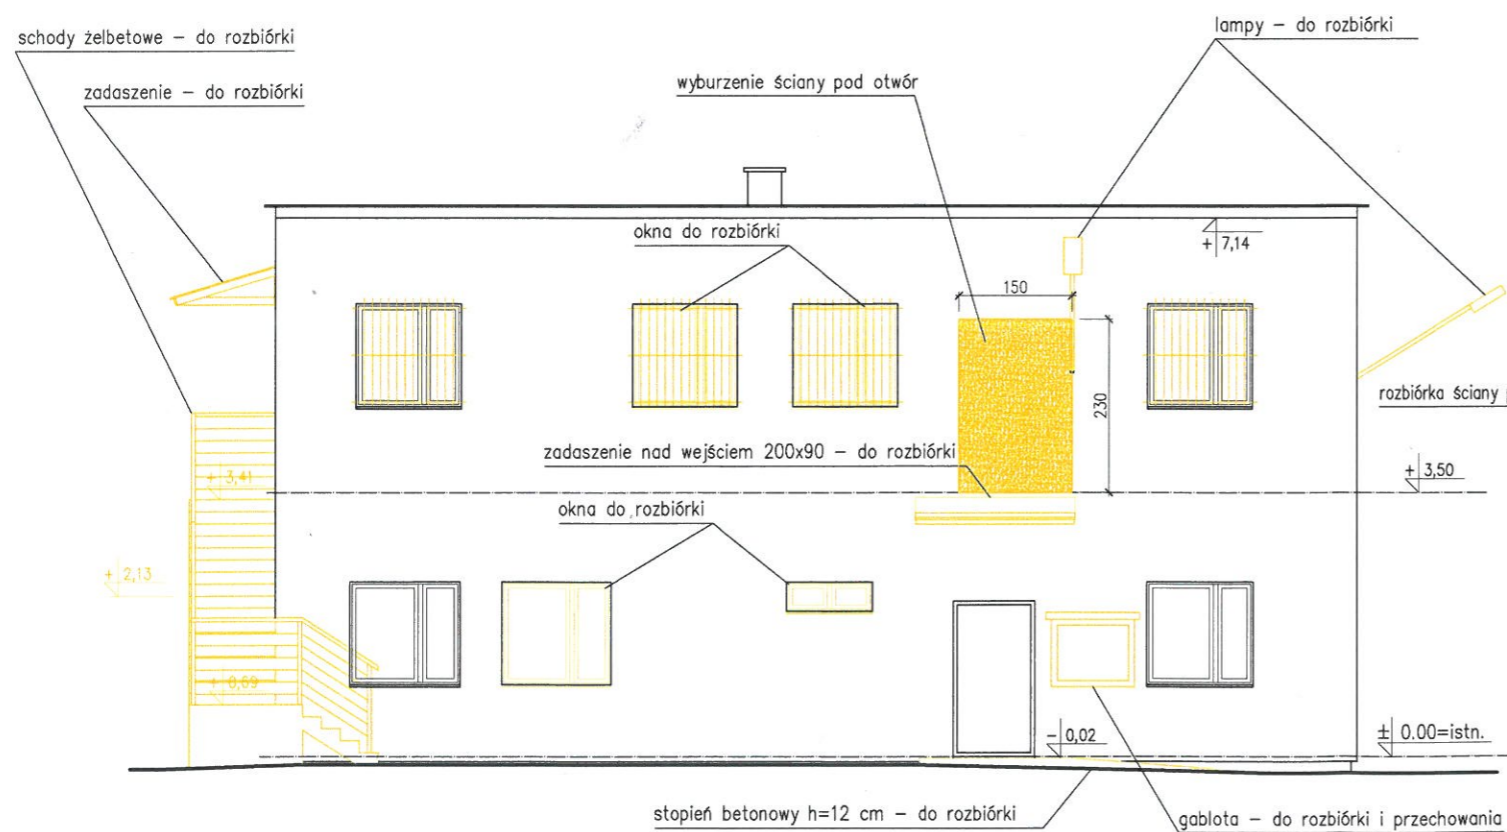 lampy – do rozbiórki
schody żelbetowe – do rozbiórki
wyburzenie ściany pod otwór
zadaszenie – do rozbiórki
okna do rozbiórki
+ 7,14
150
230
rozbiórka ściany
zadaszenie nad wejściem 200x90 – do rozbiórki
+ 3,41
+ 3,50
okna do rozbiórki
+ 2,13
+ 0,69
– 0,02
± 0.00=istn.
stopień betonowy h=12 cm – do rozbiórki
gablota – do rozbiórki i przechowania